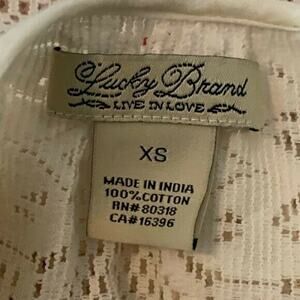 Lucky Brand
LIVE IN LOVE
XS
MADE IN INDIA
100% COTTON
RN# 80318
CA# 16396